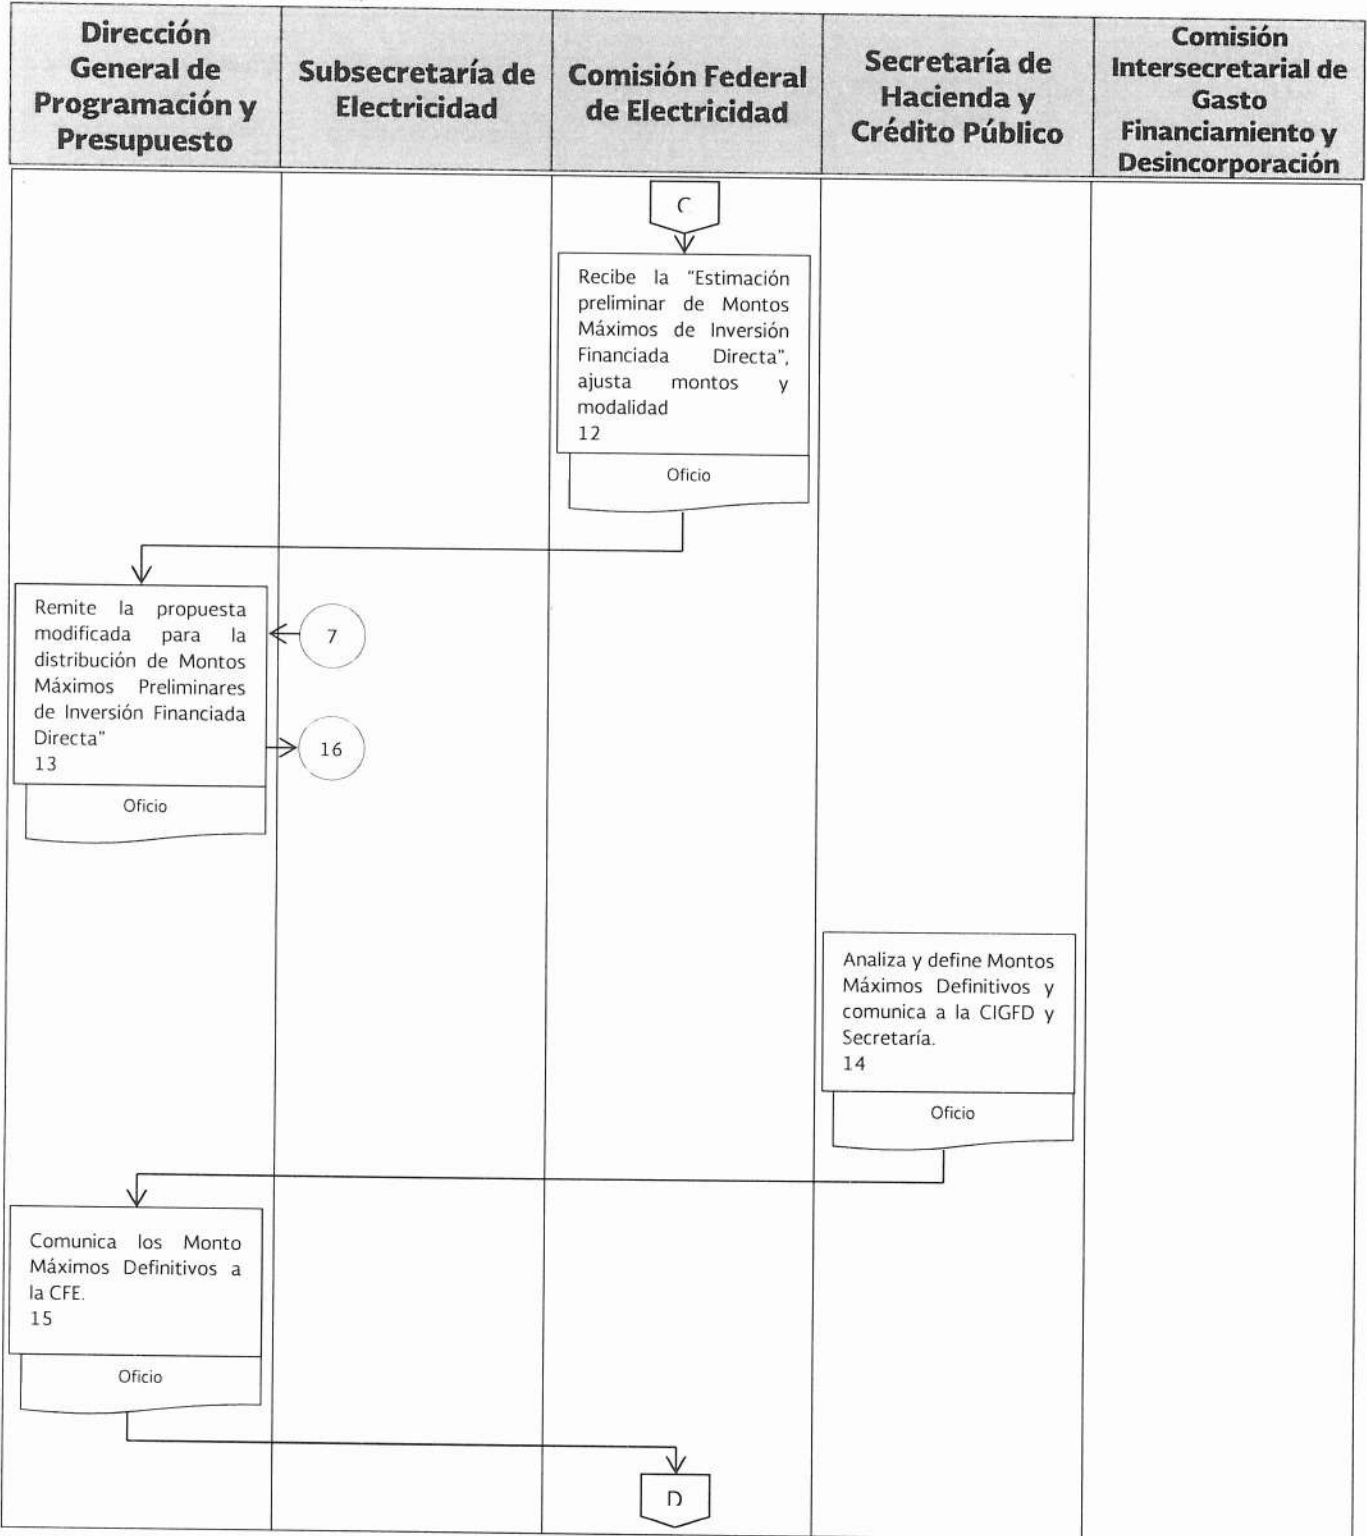 Dirección
General de
Programación y
Presupuesto
Subsecretaría de
Electricidad
Comisión Federal
de Electricidad
Secretaría de
Hacienda y
Crédito Público
Comisión
Intersecretarial de
Gasto
Financiamiento y
Desincorporación
C
Recibe la "Estimación
preliminar de Montos
Máximos de Inversión
Financiada Directa",
ajusta montos y
modalidad
12
Oficio
Remite la propuesta
modificada para la
distribución de Montos
Máximos Preliminares
de Inversión Financiada
Directa"
13
Oficio
7
16
Analiza y define Montos
Máximos Definitivos y
comunica a la CIGFD y
Secretaría.
14
Oficio
Comunica los Monto
Máximos Definitivos a
la CFE.
15
Oficio
D